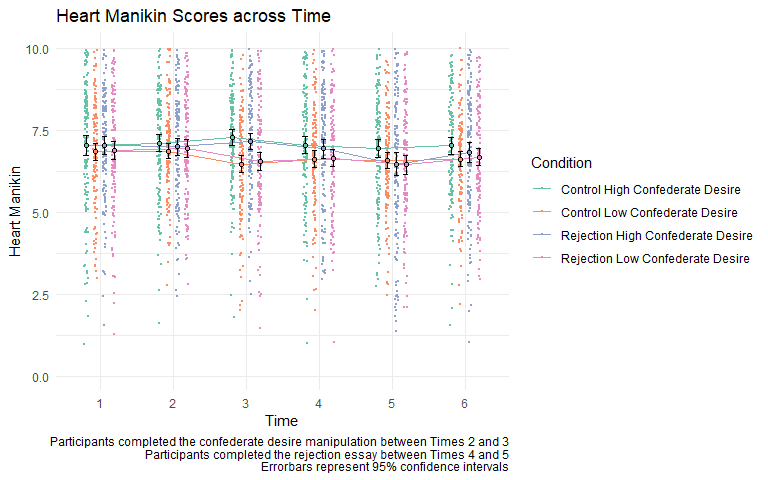 Heart Manikin Scores across Time
10.0
7.5
5.0
2.5
0.0
Heart Manikin
1 2 3 4 5 6
Time
Condition
Control High Confederate Desire
Control Low Confederate Desire
Rejection High Confederate Desire
Rejection Low Confederate Desire
Participants completed the confederate desire manipulation between Times 2 and 3
Participants completed the rejection essay between Times 4 and 5
Errorbars represent 95% confidence intervals